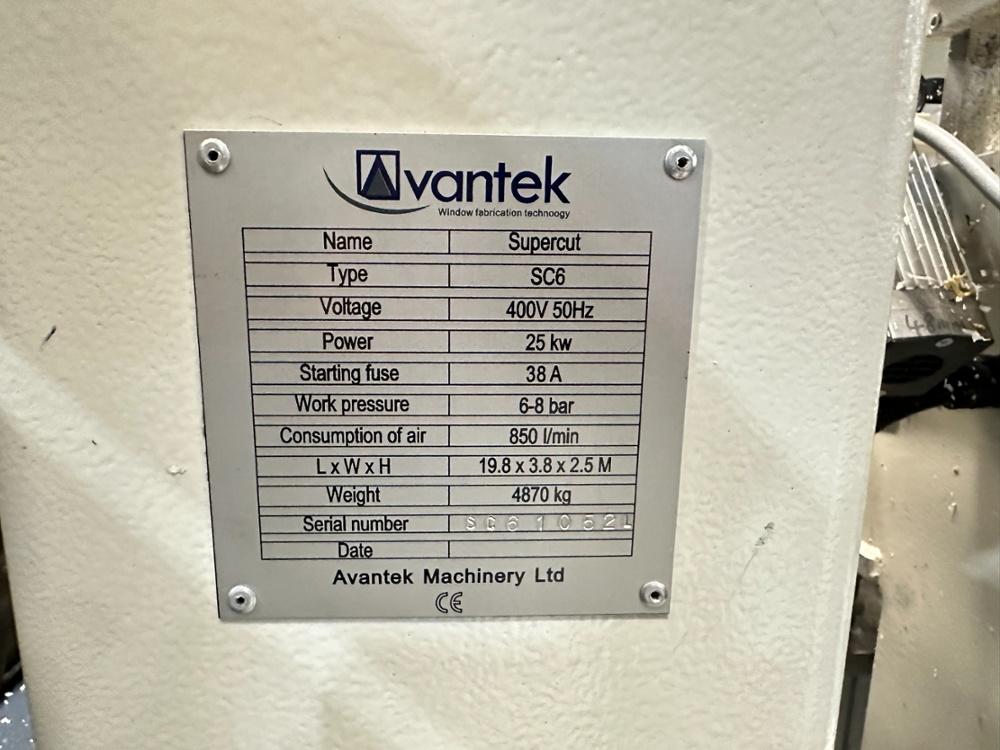 Avantek
Window fabrication technoogy
Name Supercut
Type SC6
Voltage 400V 50Hz
Power 25 kw
Starting fuse 38 A
Work pressure 6-8 bar
Consumption of air 850 l/min
L x W x H 19.8 x 3.8 x 2.5 M
Weight 4870 kg
Serial number
Date
Avantek Machinery Ltd
CE